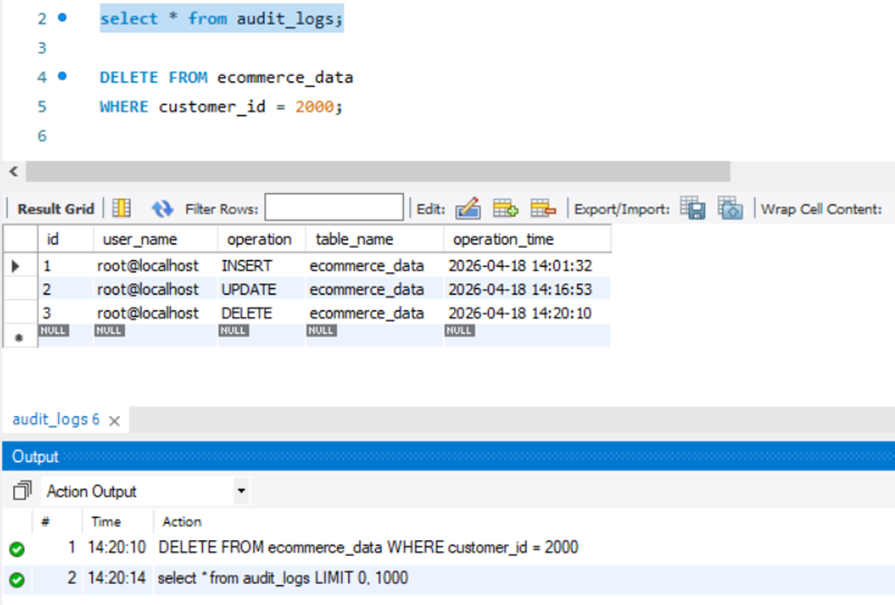 2 select * from audit_logs;
3
4 DELETE FROM ecommerce_data
5 WHERE customer_id = 2000;
6
Result Grid Filter Rows: Edit: Export/Import: Wrap Cell Content:
id user_name operation table_name operation_time
1 root@localhost INSERT ecommerce_data 2026-04-18 14:01:32
2 root@localhost UPDATE ecommerce_data 2026-04-18 14:16:53
3 root@localhost DELETE ecommerce_data 2026-04-18 14:20:10
NULL NULL NULL NULL NULL
audit_logs 6
Output
Action Output
# Time Action
1 14:20:10 DELETE FROM ecommerce_data WHERE customer_id = 2000
2 14:20:14 select * from audit_logs LIMIT 0, 1000